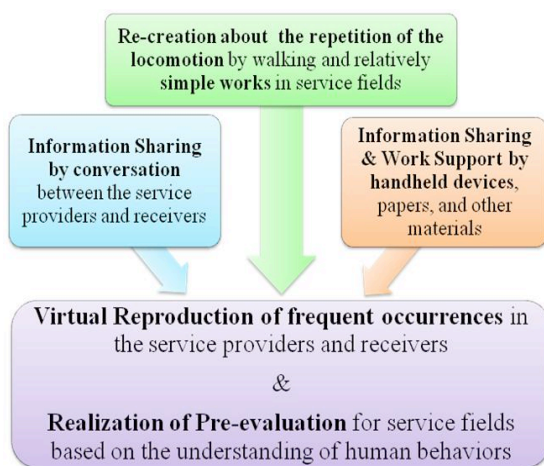 Re-creation about the repetition of the
locomotion by walking and relatively
simple works in service fields
Information Sharing
by conversation
between the service
providers and receivers
Information Sharing
& Work Support by
handheld devices,
papers, and other
materials
Virtual Reproduction of frequent occurrences in
the service providers and receivers
&
Realization of Pre-evaluation for service fields
based on the understanding of human behaviors